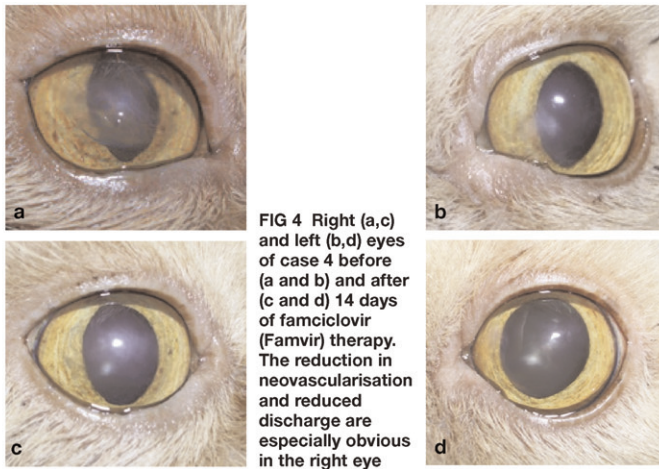 a
b
FIG 4 Right (a,c)
and left (b,d) eyes
of case 4 before
(a and b) and after
(c and d) 14 days
of famciclovir
(Famvir) therapy.
The reduction in
neovascularisation
and reduced
discharge are
especially obvious
in the right eye
c
d